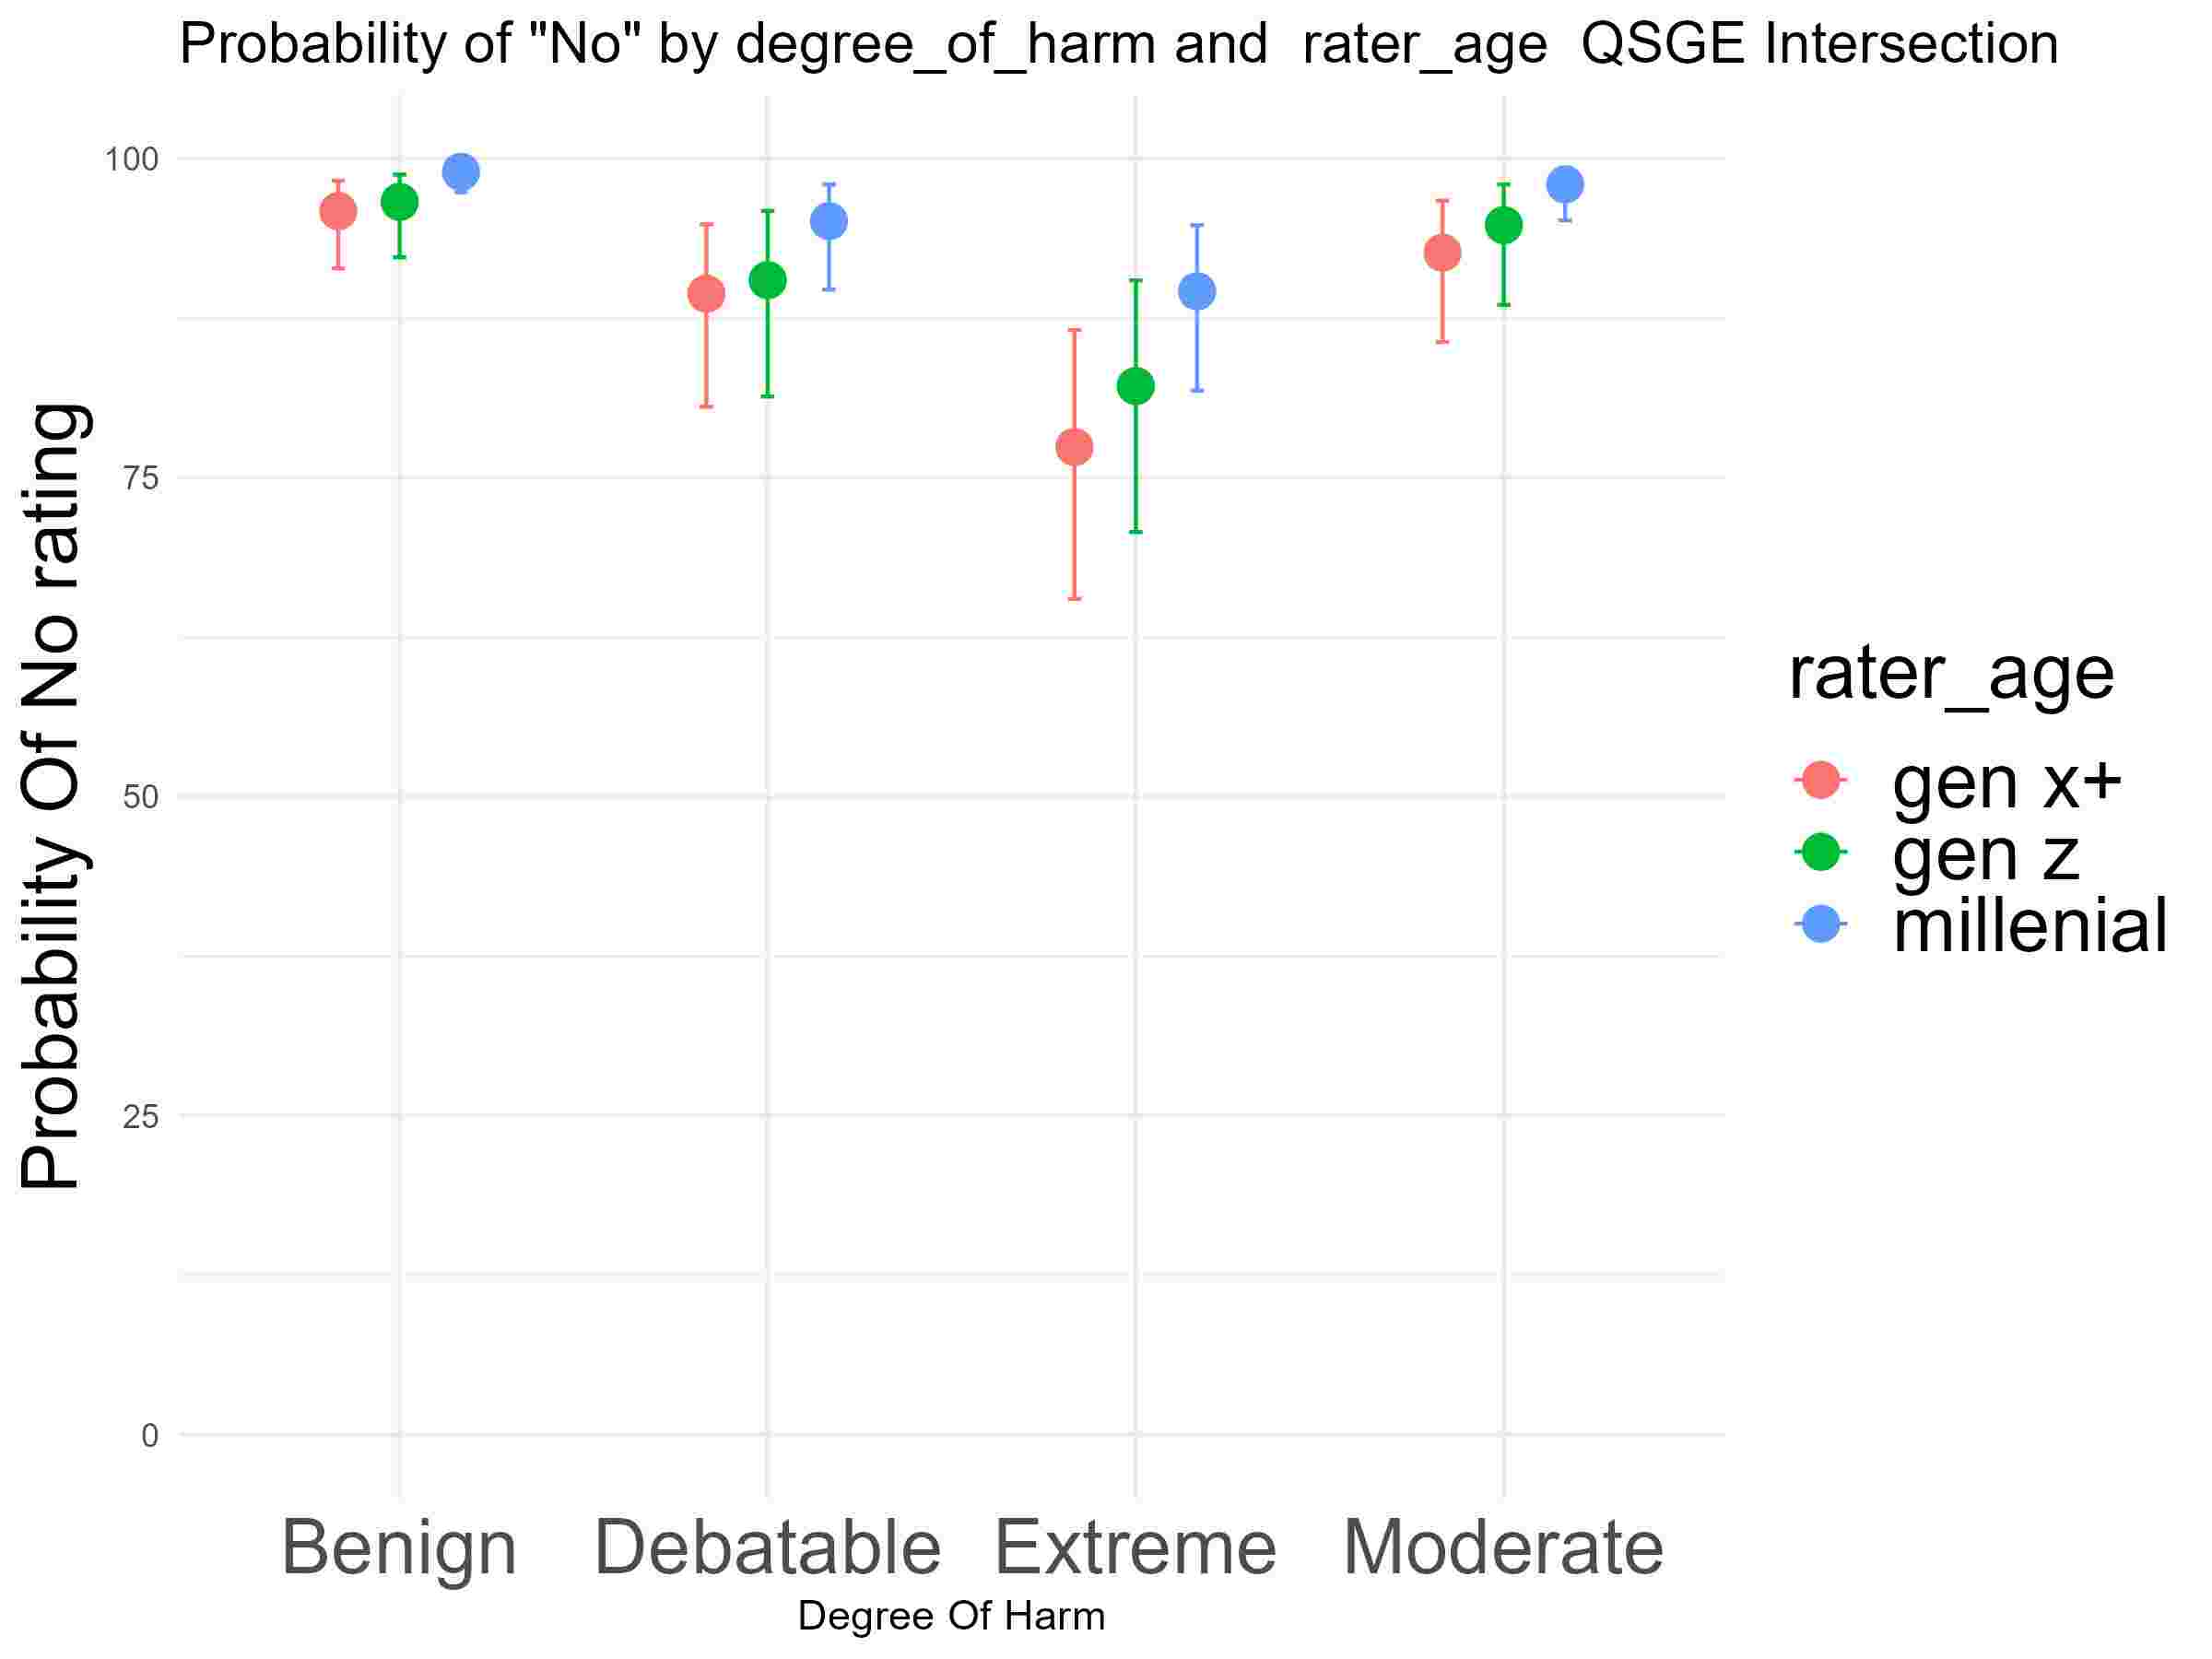 Probability of "No" by degree_of_harm and  rater_age  QSGE Intersection
Probability Of No rating
100
75
50
25
0
Benign Debatable Extreme Moderate
Degree Of Harm
rater_age
gen x+
gen z
millenial